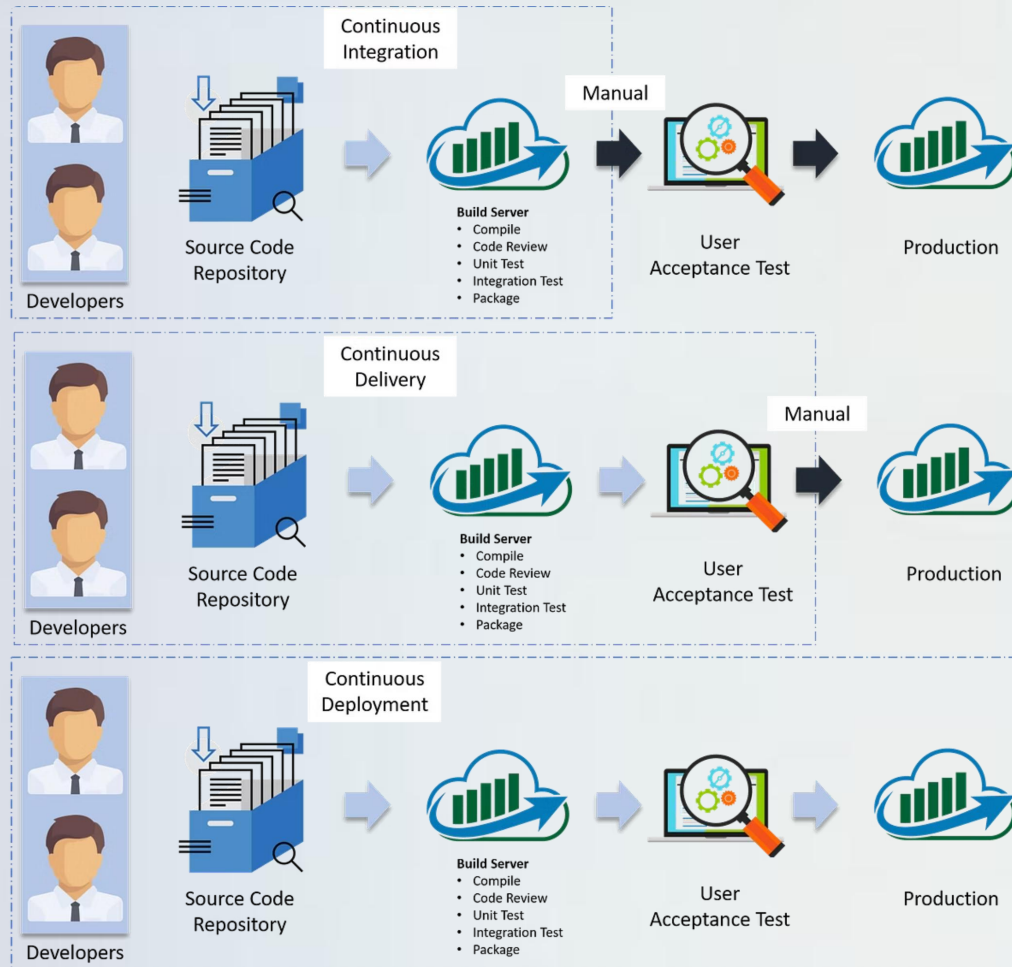 Continuous
Integration
Manual
Developers
Source Code
Repository
Build Server
• Compile
• Code Review
• Unit Test
• Integration Test
• Package
User
Acceptance Test
Production
Continuous
Delivery
Manual
Developers
Source Code
Repository
Build Server
• Compile
• Code Review
• Unit Test
• Integration Test
• Package
User
Acceptance Test
Production
Continuous
Deployment
Developers
Source Code
Repository
Build Server
• Compile
• Code Review
• Unit Test
• Integration Test
• Package
User
Acceptance Test
Production